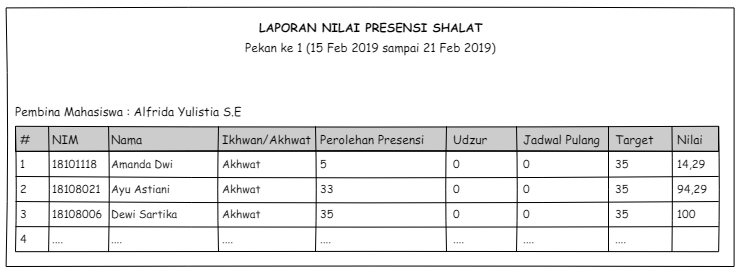 LAPORAN NILAI PRESENSI SHALAT
Pekan ke 1 (15 Feb 2019 sampai 21 Feb 2019)
Pembina Mahasiswa : Alfrida Yulistia S.E
# NIM Nama Ikhwan/Akhwat Perolehan Presensi Udzur Jadwal Pulang Target Nilai
1 18101118 Amanda Dwi Akhwat 5 0 0 35 14,29
2 18108021 Ayu Astiani Akhwat 33 0 0 35 94,29
3 18108006 Dewi Sartika Akhwat 35 0 0 35 100
4 .... .... .... .... .... .... ....